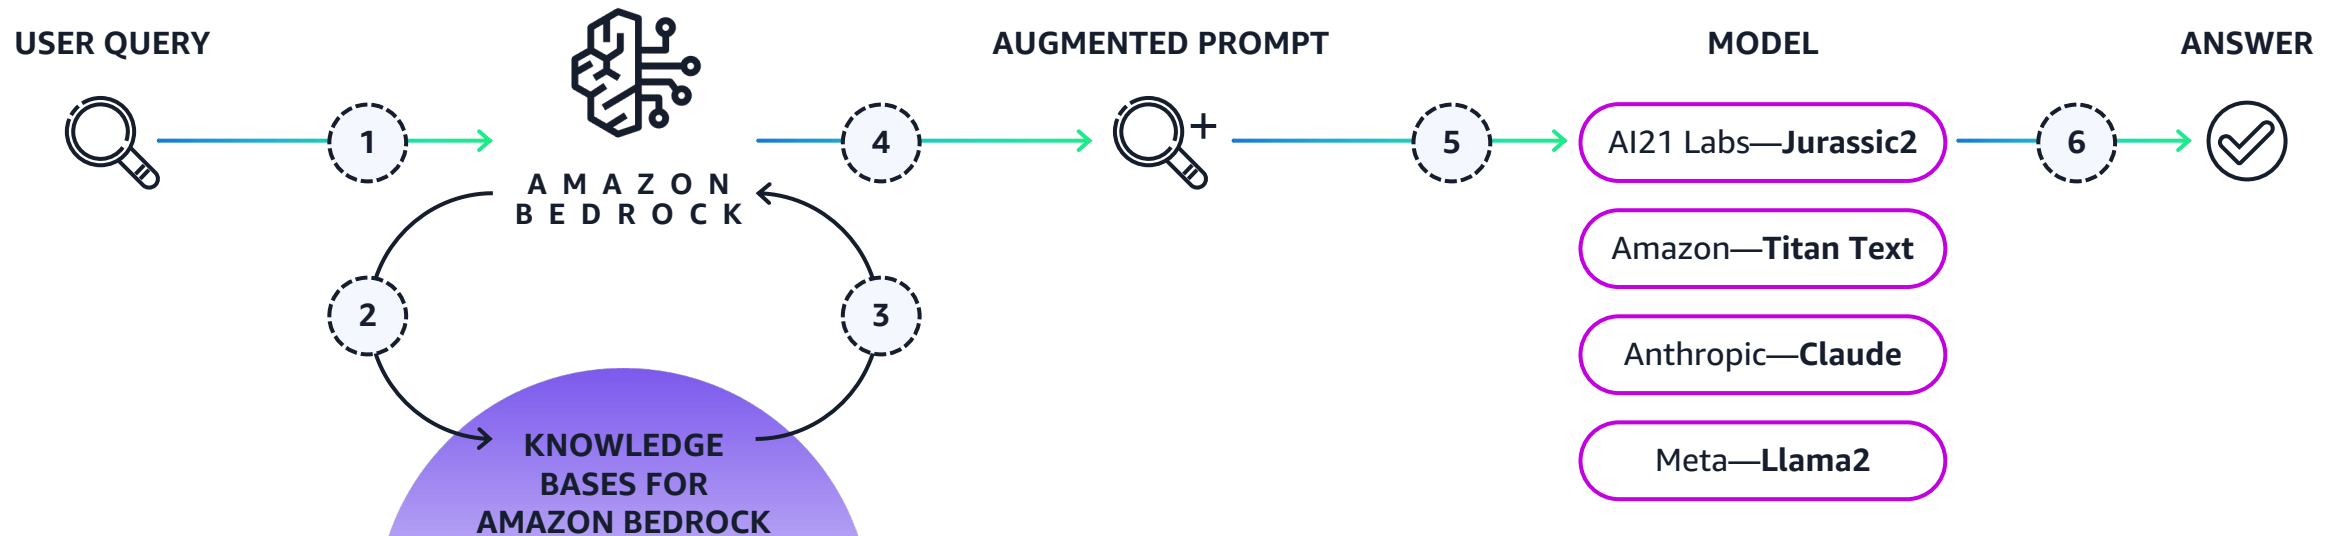 USER QUERY
AUGMENTED PROMPT
MODEL
ANSWER
1
4
5
6
AMAZON
BEDROCK
2
3
KNOWLEDGE
BASES FOR
AMAZON BEDROCK
AI21 Labs—Jurassic2
Amazon—Titan Text
Anthropic—Claude
Meta—Llama2